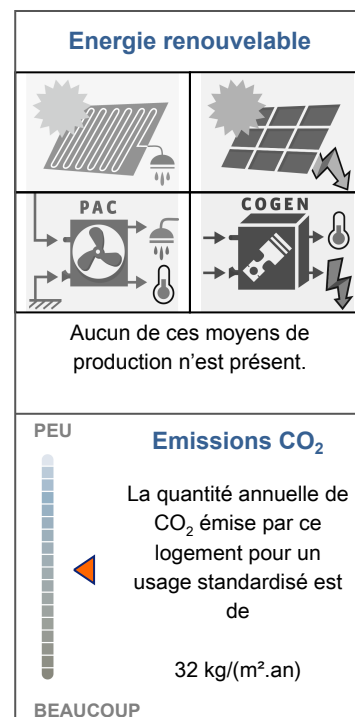 Energie renouvelable
PAC
COGEN
Aucun de ces moyens de
production n'est présent.
PEU
Emissions CO₂
La quantité annuelle de
CO₂ émise par ce
logement pour un
usage standardisé est
de
32 kg/(m².an)
BEAUCOUP